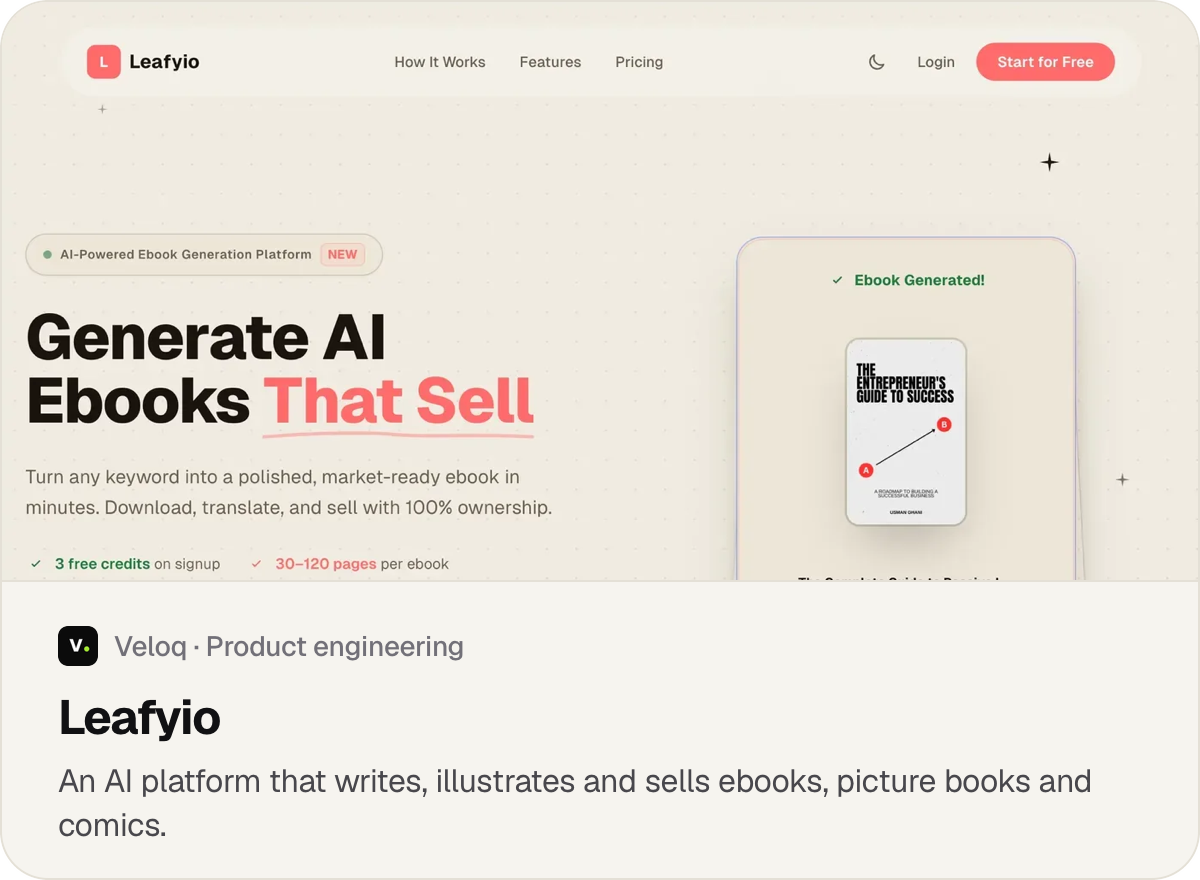 L
Leafyio
How It Works
Features
Pricing
Login
Start for Free
AI-Powered Ebook Generation Platform
NEW
Generate AI
Ebooks That Sell
Turn any keyword into a polished, market-ready ebook in
minutes. Download, translate, and sell with 100% ownership.
3 free credits on signup
30–120 pages per ebook
Ebook Generated!
THE
ENTREPRENEUR'S
GUIDE TO SUCCESS
B
A
A ROADMAP TO BUILDING A
SUCCESSFUL BUSINESS
USMAN GHANI
V.
Veloq · Product engineering
Leafyio
An AI platform that writes, illustrates and sells ebooks, picture books and
comics.